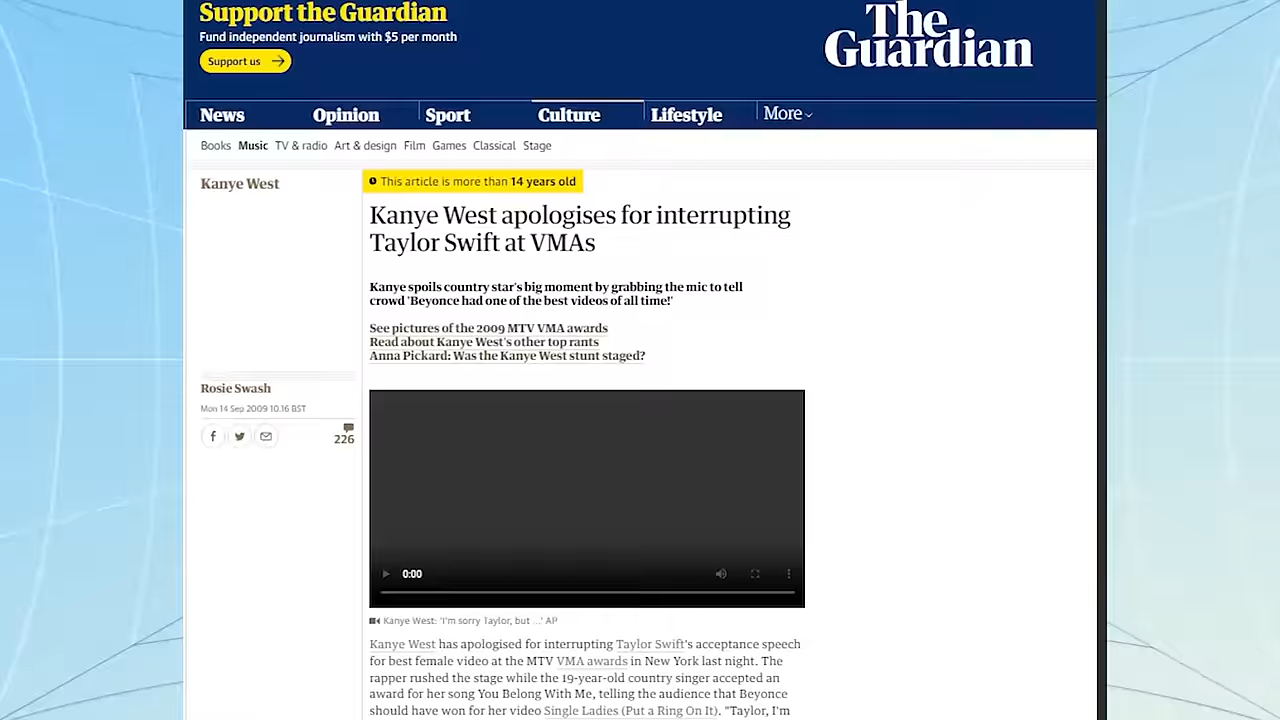 Support the Guardian
Fund independent journalism with $5 per month
Support us
The
Guardian
News
Opinion
Sport
Culture
Lifestyle
More
Books
Music
TV & radio
Art & design
Film
Games
Classical
Stage
Kanye West
This article is more than 14 years old
Kanye West apologises for interrupting
Taylor Swift at VMAs
Kanye spoils country star's big moment by grabbing the mic to tell
crowd 'Beyonce had one of the best videos of all time!'
See pictures of the 2009 MTV VMA awards
Read about Kanye West's other top rants
Anna Pickard: Was the Kanye West stunt staged?
Rosie Swash
Mon 14 Sep 2009 10.16 BST
226
0:00
Kanye West: 'I'm sorry Taylor, but ...' AP
Kanye West has apologised for interrupting Taylor Swift's acceptance speech
for best female video at the MTV VMA awards in New York last night. The
rapper rushed the stage while the 19-year-old country singer accepted an
award for her song You Belong With Me, telling the audience that Beyonce
should have won for her video Single Ladies (Put a Ring On It). "Taylor, I'm